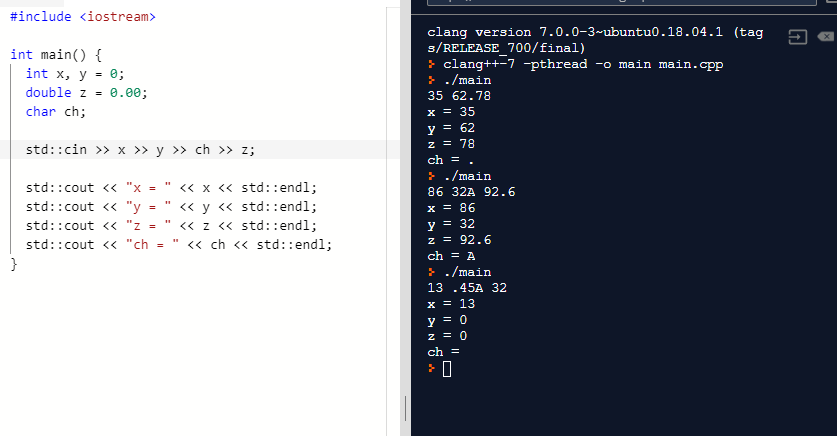 #include <iostream>
int main() {
int x, y = 0;
double z = 0.00;
char ch;
std::cin >> x >> y >> ch >> z;
std::cout << "x = " << x << std::endl;
std::cout << "y = " << y << std::endl;
std::cout << "z = " << z << std::endl;
std::cout << "ch = " << ch << std::endl;
}
clang version 7.0.0-3~ubuntu0.18.04.1 (tag
s/RELEASE_700/final)
> clang++-7 -pthread -o main main.cpp
> ./main
35 62.78
x = 35
y = 62
z = 78
ch = .
> ./main
86 32A 92.6
x = 86
y = 32
z = 92.6
ch = A
> ./main
13 .45A 32
x = 13
y = 0
z = 0
ch =
>